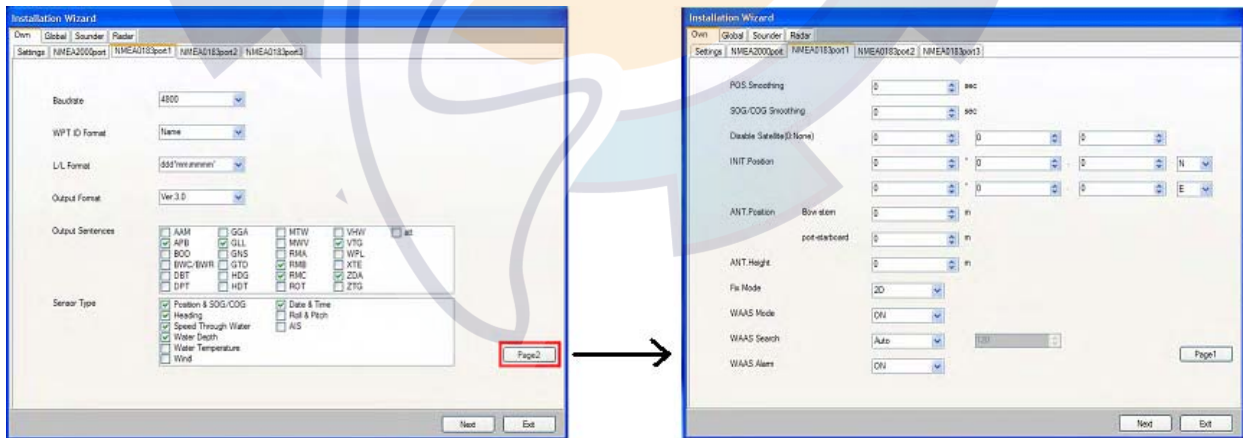 Installation Wizard
Own Global Sounder Radar
Settings NMEA2000port NMEA0183port1 NMEA0183port2 NMEA0183port3
Baudrate 4800
WPT ID Format Name
L/L Format ddd°mm.mmmm'
Output Format Ver.3.0
Output Sentences
AAM GGA MTW VHW all
APB GLL MWV VTG
BOD GNS RMA WPL
BWC/BWR GTD RMB XTE
DBT HDG RMC ZDA
DPT HDT ROT ZTG
Sensor Type
Position & SOG/COG Date & Time
Heading Roll & Pitch
Speed Through Water AIS
Water Depth
Water Temperature
Wind
Page2
Next Exit
Installation Wizard
Own Global Sounder Radar
Settings NMEA2000port NMEA0183port1 NMEA0183port2 NMEA0183port3
POS.Smoothing 0 sec
SOG/COG Smoothing 0 sec
Disable Satellite(0:None) 0 0 0
INIT Position 0 ° 0 . 0 N
0 ° 0 . 0 E
ANT.Position Bow-stern 0 m
port-starboard 0 m
ANT.Height 0 m
Fix Mode 2D
WAAS Mode ON
WAAS Search Auto 120
WAAS Alarm ON
Page1
Next Exit